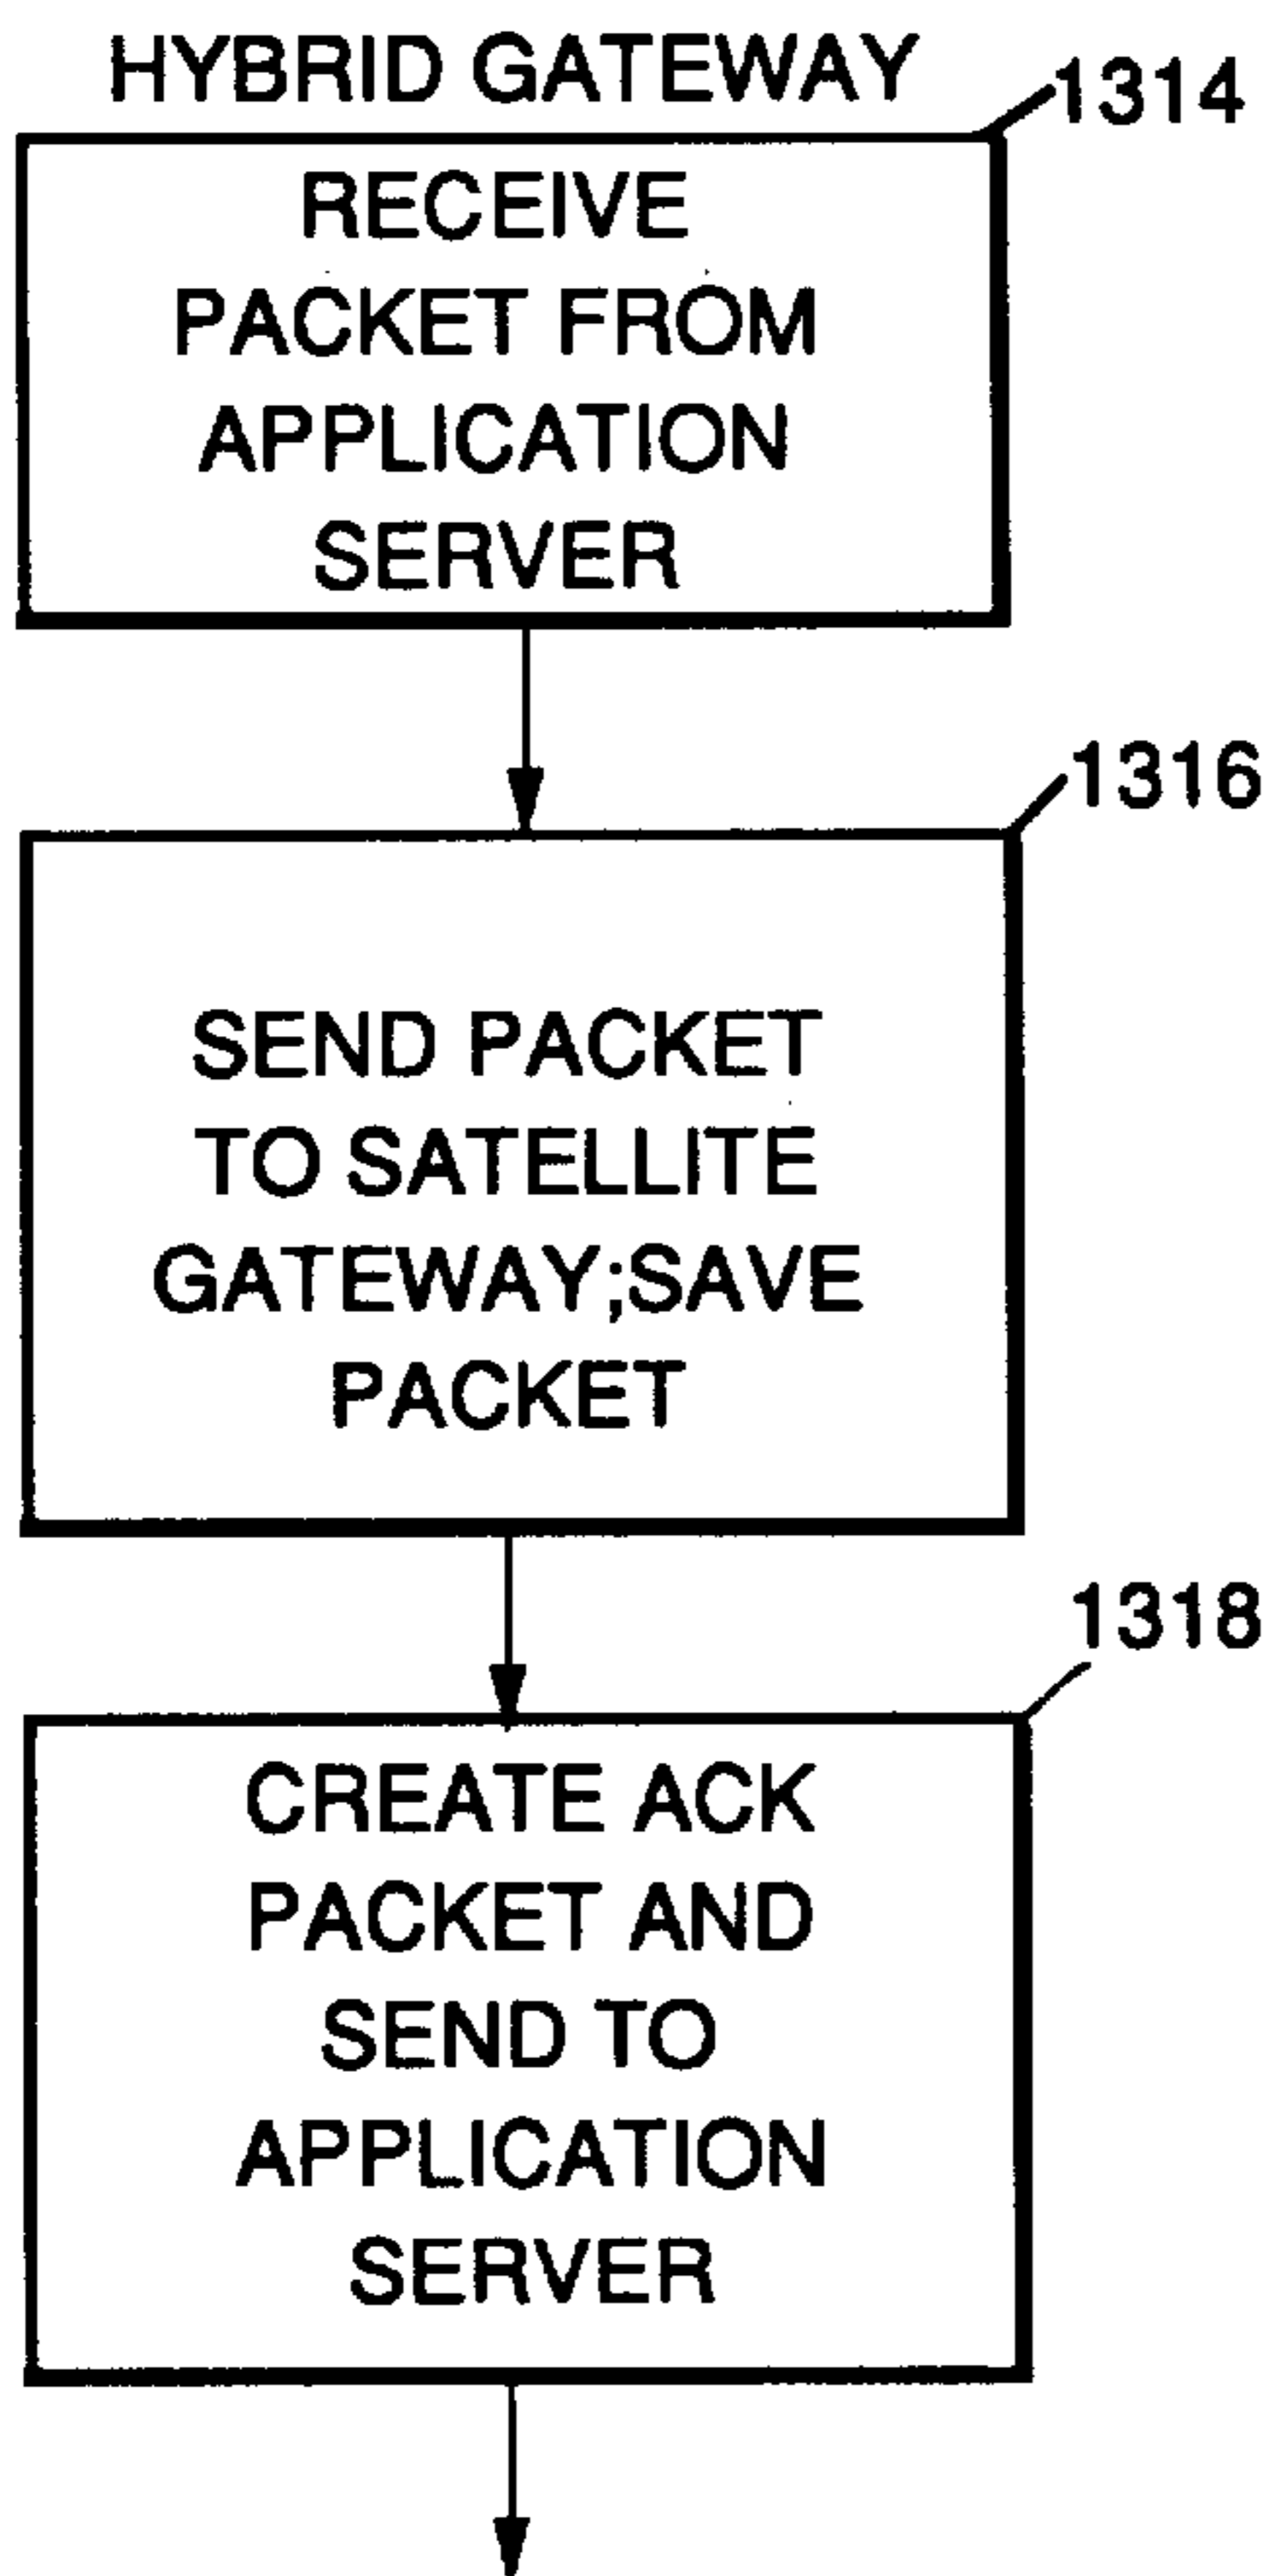 HYBRID GATEWAY
1314
RECEIVE
PACKET FROM
APPLICATION
SERVER
1316
SEND PACKET
TO SATELLITE
GATEWAY;SAVE
PACKET
1318
CREATE ACK
PACKET AND
SEND TO
APPLICATION
SERVER